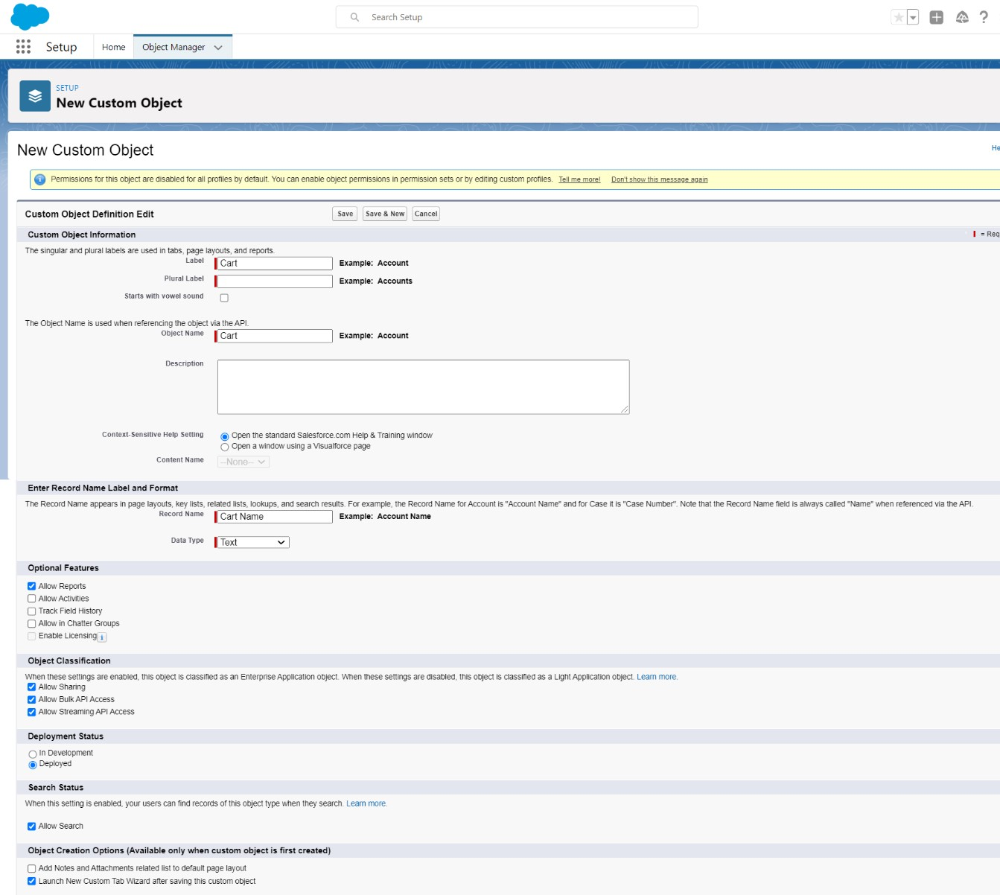 Search Setup
Setup
Home
Object Manager
SETUP
New Custom Object
New Custom Object
Permissions for this object are disabled for all profiles by default. You can enable object permissions in permission sets or by editing custom profiles. Tell me more! Don't show this message again
Custom Object Definition Edit Save Save & New Cancel
Custom Object Information = Req
The singular and plural labels are used in tabs, page layouts, and reports.
Label Cart Example: Account
Plural Label Example: Accounts
Starts with vowel sound
The Object Name is used when referencing the object via the API.
Object Name Cart Example: Account
Description
Context-Sensitive Help Setting Open the standard Salesforce.com Help & Training window
Open a window using a Visualforce page
Content Name --None--
Enter Record Name Label and Format
The Record Name appears in page layouts, key lists, related lists, lookups, and search results. For example, the Record Name for Account is "Account Name" and for Case it is "Case Number". Note that the Record Name field is always called "Name" when referenced via the API.
Record Name Cart Name Example: Account Name
Data Type Text
Optional Features
Allow Reports
Allow Activities
Track Field History
Allow in Chatter Groups
Enable Licensing i
Object Classification
When these settings are enabled, this object is classified as an Enterprise Application object. When these settings are disabled, this object is classified as a Light Application object. Learn more.
Allow Sharing
Allow Bulk API Access
Allow Streaming API Access
Deployment Status
In Development
Deployed
Search Status
When this setting is enabled, your users can find records of this object type when they search. Learn more.
Allow Search
Object Creation Options (Available only when custom object is first created)
Add Notes and Attachments related list to default page layout
Launch New Custom Tab Wizard after saving this custom object